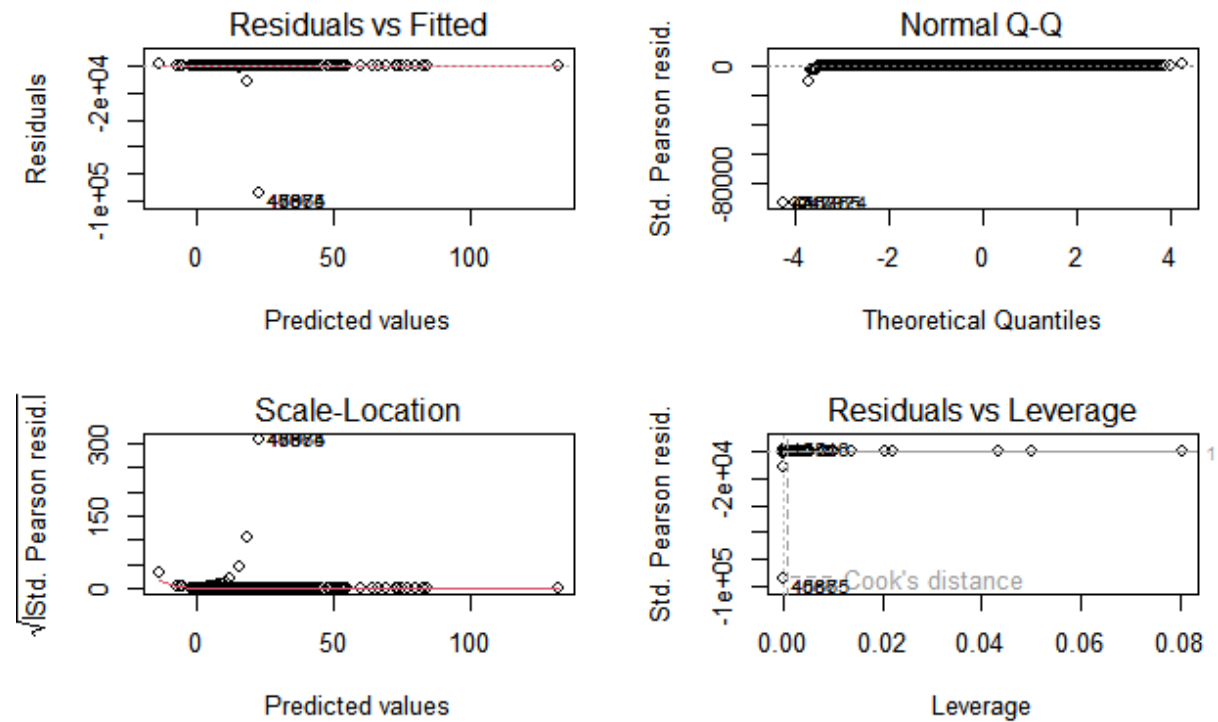 Residuals vs Fitted
Residuals
-1e+05 -2e+04
0 50 100
Predicted values
Normal Q-Q
Std. Pearson resid.
-80000 0
-4 -2 0 2 4
Theoretical Quantiles
Scale-Location
√|Std. Pearson resid.|
0 150 300
0 50 100
Predicted values
Residuals vs Leverage
Std. Pearson resid.
-1e+05 -2e+04
1
Cook's distance
0.00 0.02 0.04 0.06 0.08
Leverage